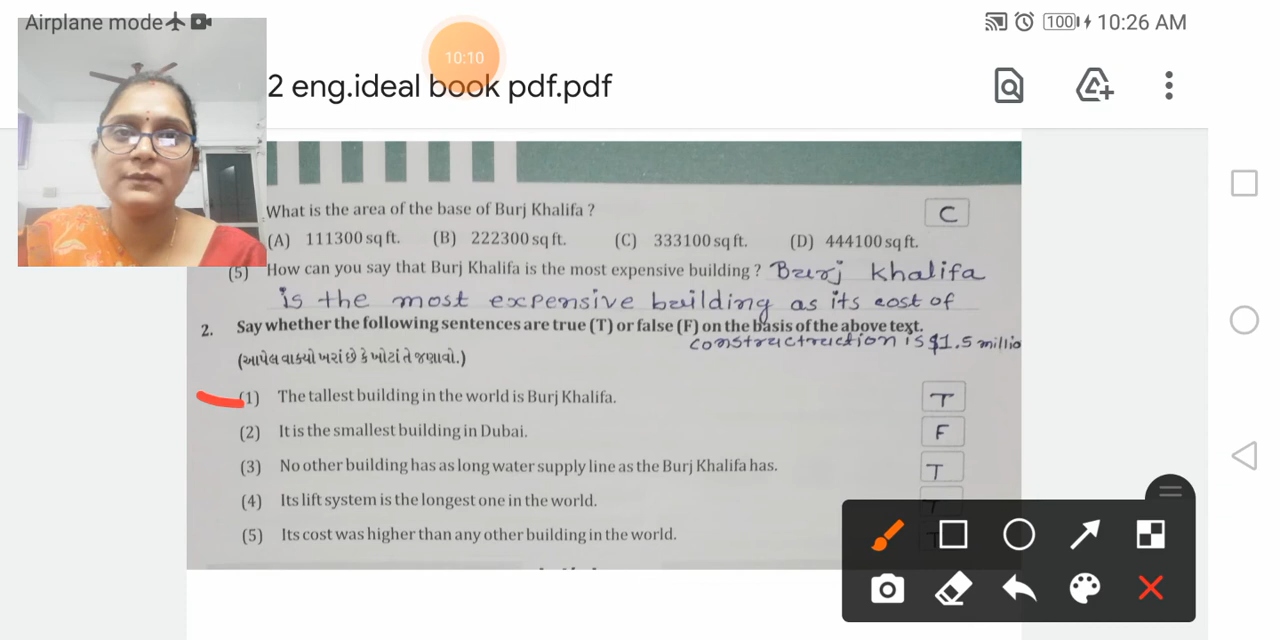 Airplane mode
100
10:26 AM
10:10
2 eng.ideal book pdf.pdf
What is the area of the base of Burj Khalifa ?
C
(A) 111300 sq ft. (B) 222300 sq ft. (C) 333100 sq ft. (D) 444100 sq ft.
(5) How can you say that Burj Khalifa is the most expensive building ? Burj Khalifa
is the most expensive building as its cost of
2. Say whether the following sentences are true (T) or false (F) on the basis of the above text.
constructruction is $1.5 millio
(આપેલ વાક્યો ખરાં છે કે ખોટાં તે જણાવો.)
(1) The tallest building in the world is Burj Khalifa. T
(2) It is the smallest building in Dubai. F
(3) No other building has as long water supply line as the Burj Khalifa has. T
(4) Its lift system is the longest one in the world. T
(5) Its cost was higher than any other building in the world. T